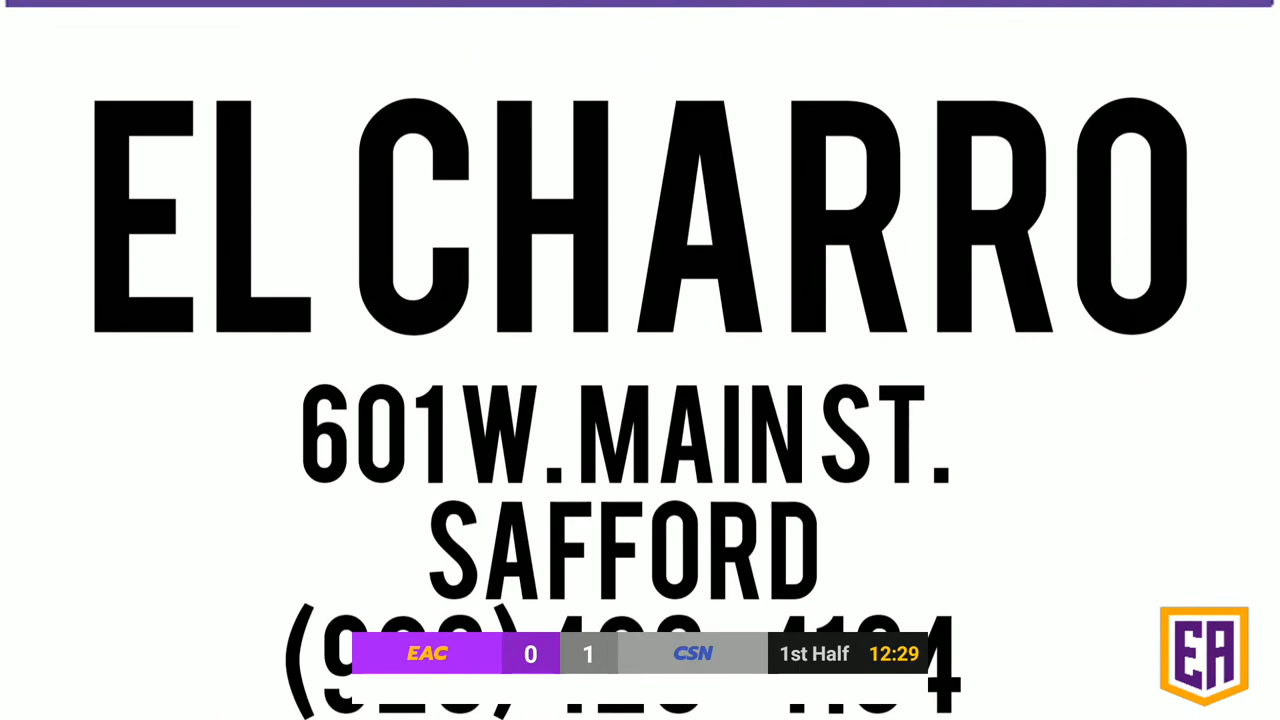 EL CHARRO
601 W. MAIN ST.
SAFFORD
EAC 0 1 CSN 1st Half 12:29
EA